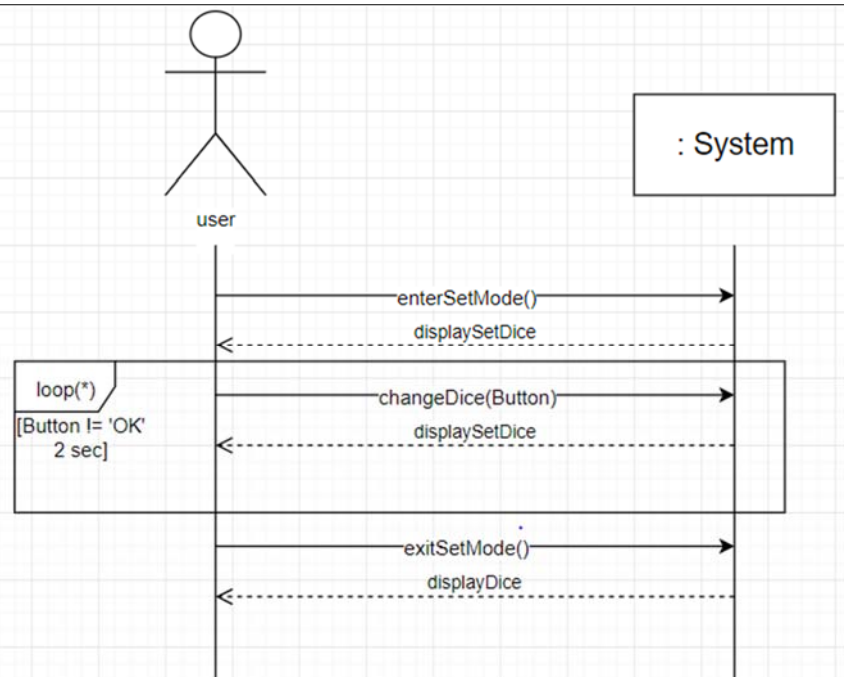 : System
user
enterSetMode()
displaySetDice
loop(*)
changeDice(Button)
[Button != 'OK'
2 sec]
displaySetDice
exitSetMode()
displayDice